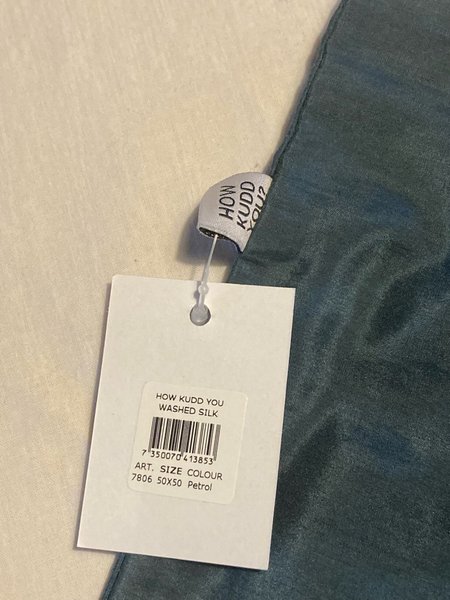 HOW
KUDD
YOU?
HOW KUDD YOU
WASHED SILK
7 350070 413853
ART. SIZE COLOUR
7806 50X50 Petrol